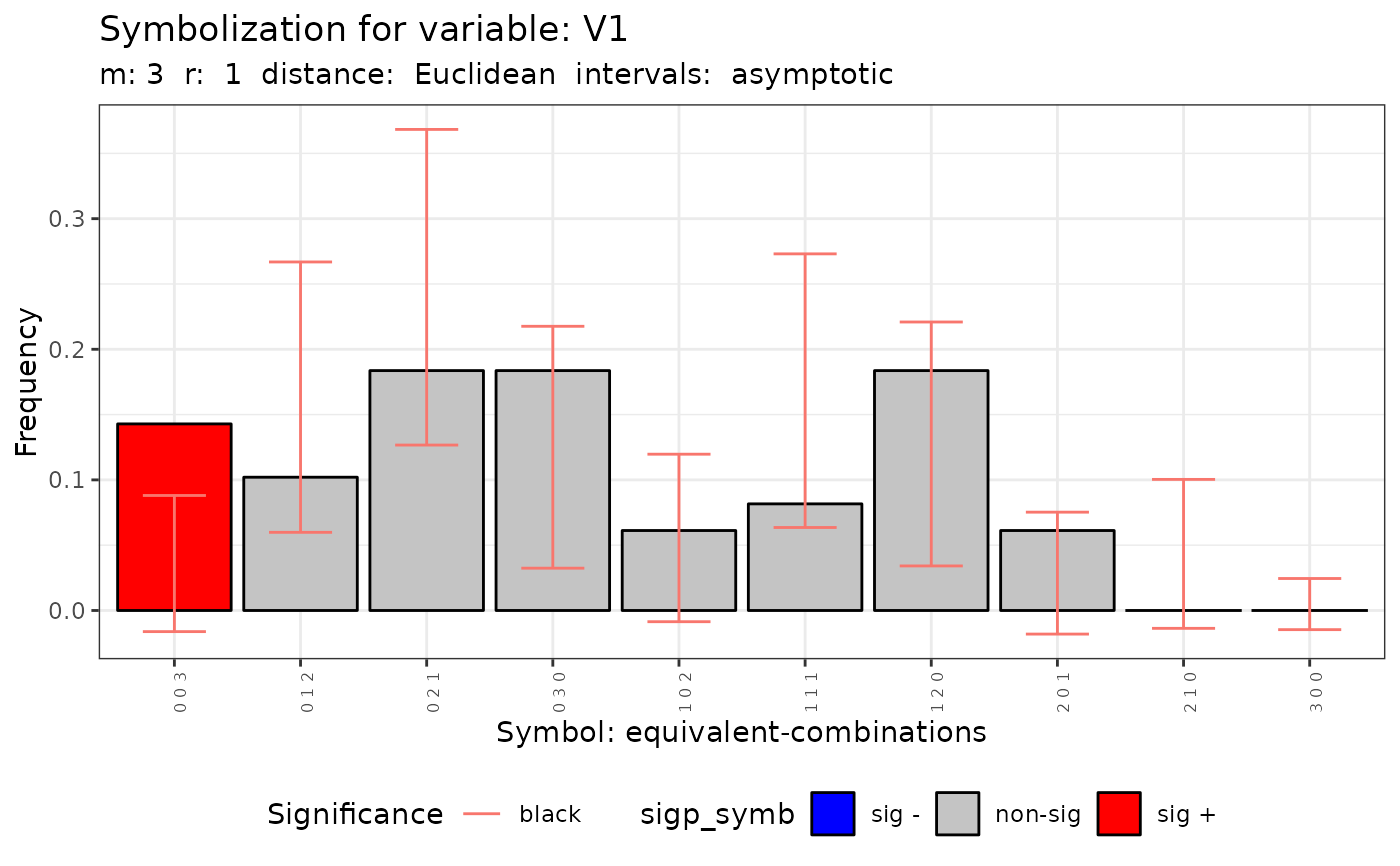 Symbolization for variable: V1
m: 3  r:  1  distance:  Euclidean  intervals:  asymptotic
Frequency
0.3
0.2
0.1
0.0
0 0 3
0 1 2
0 2 1
0 3 0
1 0 2
1 1 1
1 2 0
2 0 1
2 1 0
3 0 0
Symbol: equivalent-combinations
Significance black sigp_symb sig - non-sig sig +